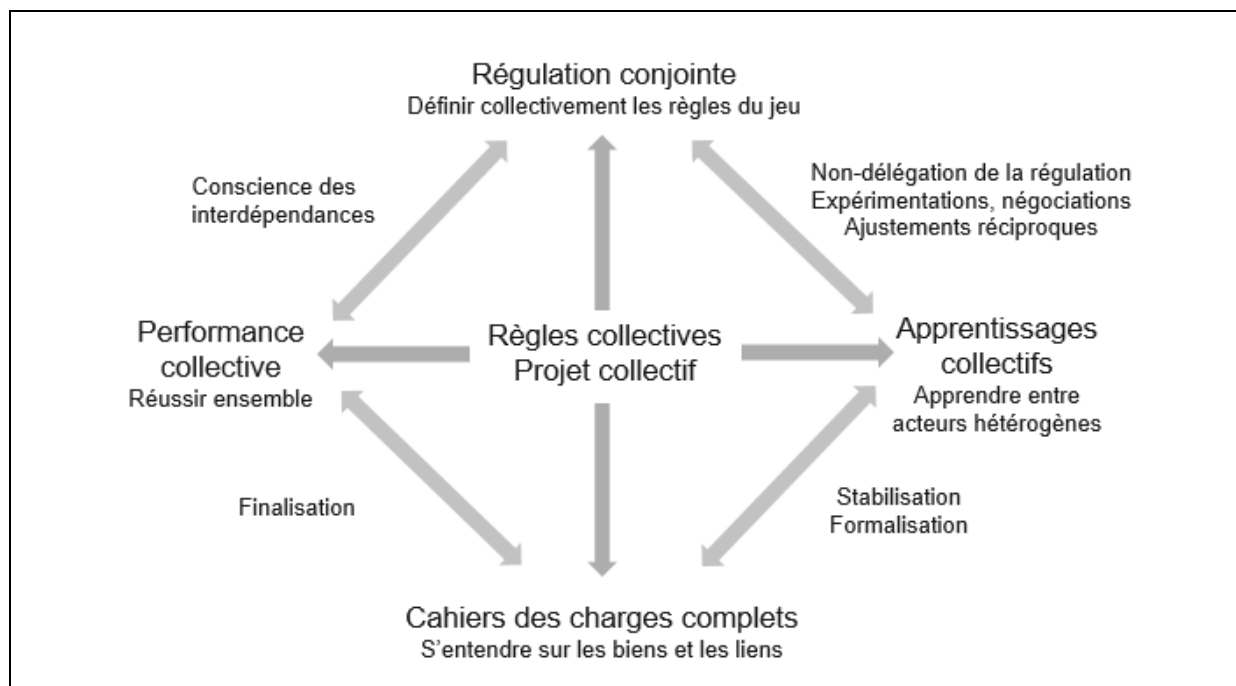 Régulation conjointe
Définir collectivement les règles du jeu
Conscience des
interdépendances
Non-délégation de la régulation
Expérimentations, négociations
Ajustements réciproques
Performance
collective
Réussir ensemble
Règles collectives
Projet collectif
Apprentissages
collectifs
Apprendre entre
acteurs hétérogènes
Finalisation
Stabilisation
Formalisation
Cahiers des charges complets
S'entendre sur les biens et les liens